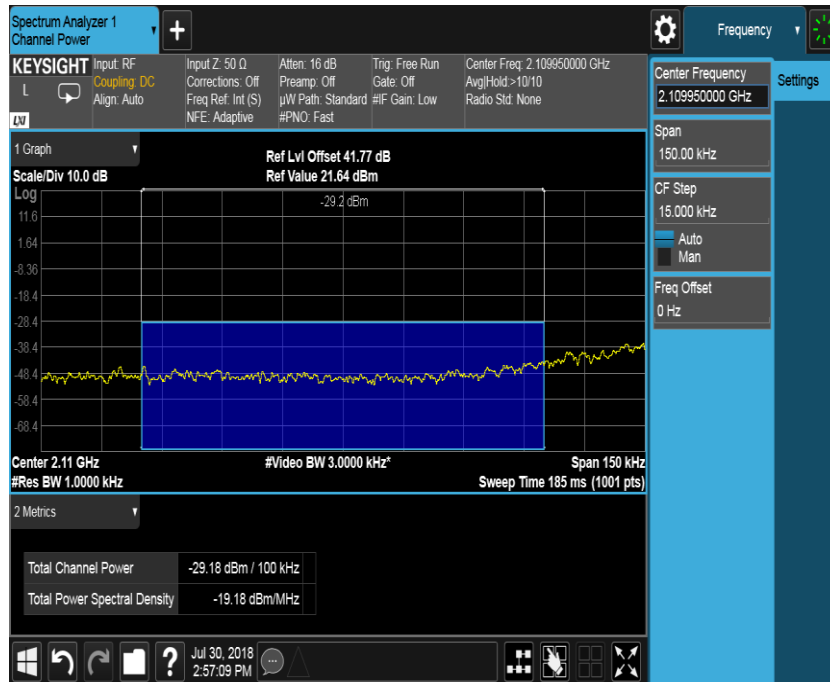 Spectrum Analyzer 1
Channel Power
+
Frequency
KEYSIGHT
L
LXI
Input: RF
Coupling: DC
Align: Auto
Input Z: 50 Ω
Corrections: Off
Freq Ref: Int (S)
NFE: Adaptive
Atten: 16 dB
Preamp: Off
µW Path: Standard
#PNO: Fast
Trig: Free Run
Gate: Off
#IF Gain: Low
Center Freq: 2.109950000 GHz
Avg|Hold:>10/10
Radio Std: None
Center Frequency
2.109950000 GHz
Settings
Span
150.00 kHz
CF Step
15.000 kHz
Auto
Man
Freq Offset
0 Hz
1 Graph
Scale/Div 10.0 dB
Ref Lvl Offset 41.77 dB
Ref Value 21.64 dBm
Log
-29.2 dBm
11.6
1.64
-8.36
-18.4
-28.4
-38.4
-48.4
-58.4
-68.4
Center 2.11 GHz
#Video BW 3.0000 kHz*
Span 150 kHz
#Res BW 1.0000 kHz
Sweep Time 185 ms (1001 pts)
2 Metrics
Total Channel Power -29.18 dBm / 100 kHz
Total Power Spectral Density -19.18 dBm/MHz
?
Jul 30, 2018
2:57:09 PM